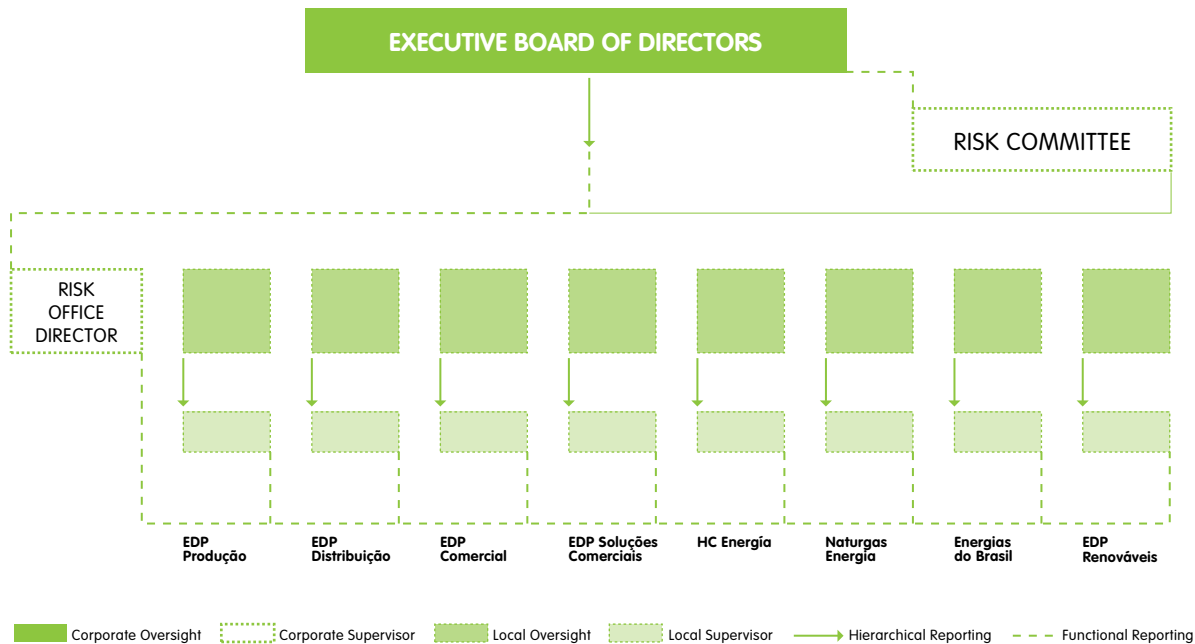 EXECUTIVE BOARD OF DIRECTORS
RISK COMMITTEE
RISK
OFFICE
DIRECTOR
EDP
Produção
EDP
Distribuição
EDP
Comercial
EDP Soluções
Comerciais
HC Energía
Naturgas
Energia
Energias
do Brasil
EDP
Renováveis
Corporate Oversight
Corporate Supervisor
Local Oversight
Local Supervisor
Hierarchical Reporting
Functional Reporting